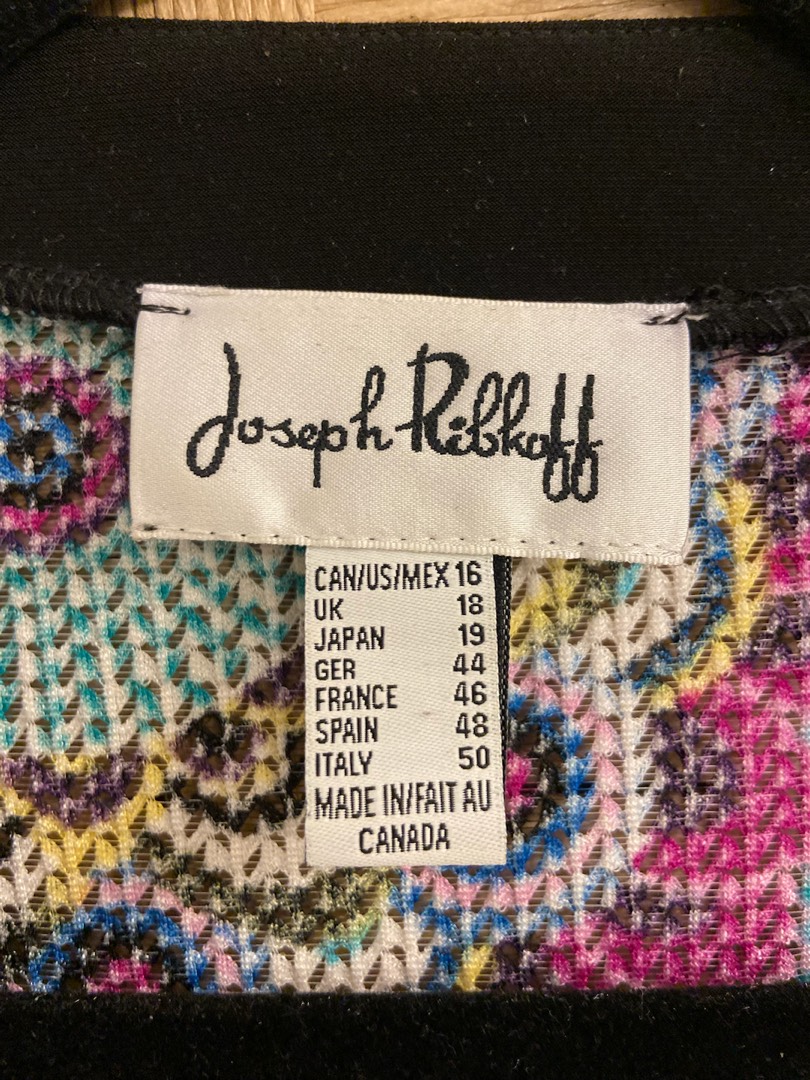 Joseph Ribkoff
CAN/US/MEX 16
UK 18
JAPAN 19
GER 44
FRANCE 46
SPAIN 48
ITALY 50
MADE IN/FAIT AU
CANADA